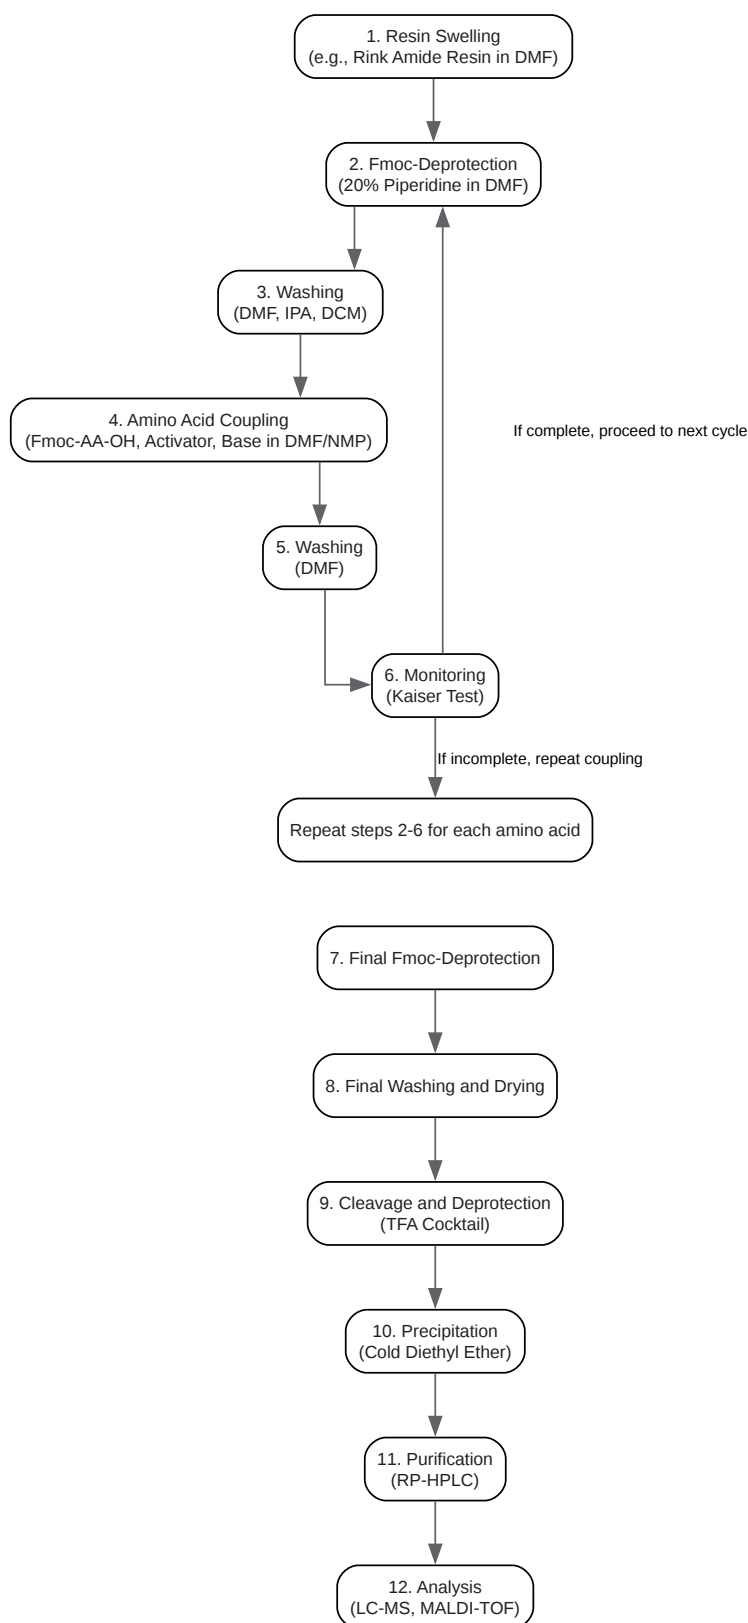 1. Resin Swelling
(e.g., Rink Amide Resin in DMF)
2. Fmoc-Deprotection
(20% Piperidine in DMF)
3. Washing
(DMF, IPA, DCM)
4. Amino Acid Coupling
(Fmoc-AA-OH, Activator, Base in DMF/NMP)
If complete, proceed to next cycle
5. Washing
(DMF)
6. Monitoring
(Kaiser Test)
If incomplete, repeat coupling
Repeat steps 2-6 for each amino acid
7. Final Fmoc-Deprotection
8. Final Washing and Drying
9. Cleavage and Deprotection
(TFA Cocktail)
10. Precipitation
(Cold Diethyl Ether)
11. Purification
(RP-HPLC)
12. Analysis
(LC-MS, MALDI-TOF)